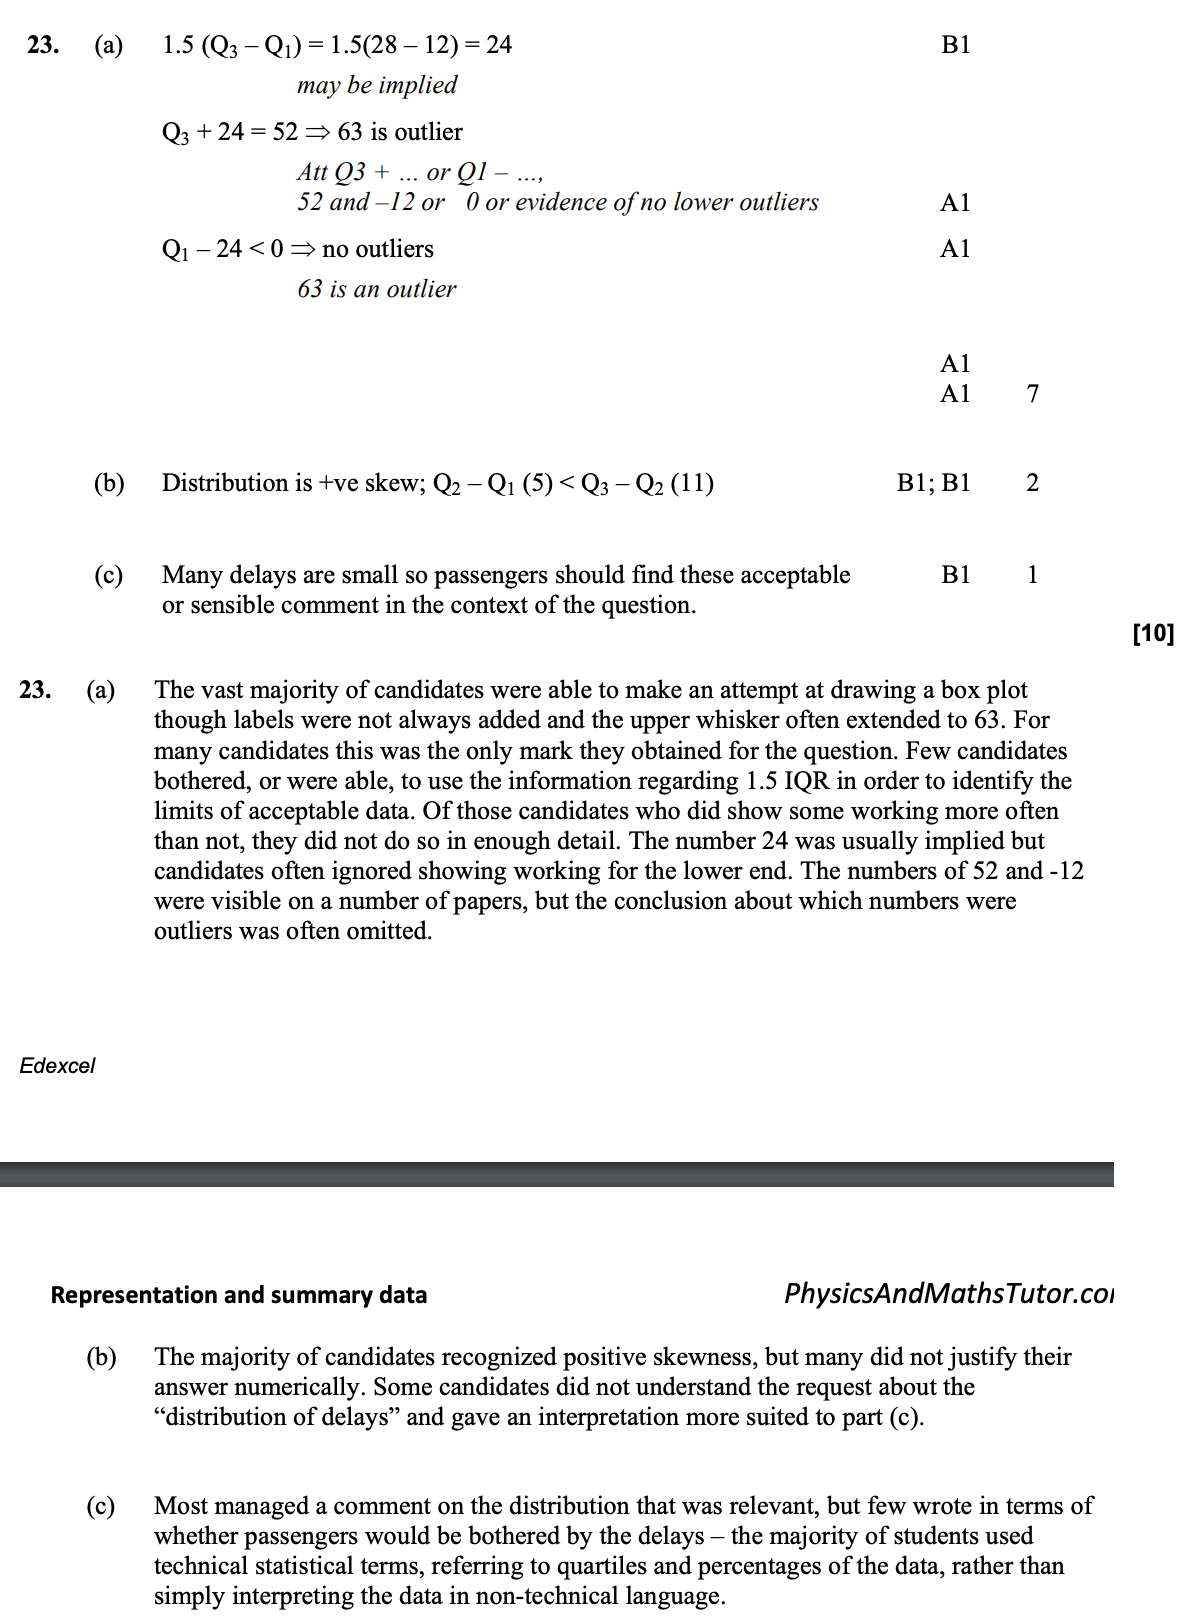 23. (a) 1.5 (Q₃ – Q₁) = 1.5(28 – 12) = 24 B1
may be implied
Q₃ + 24 = 52 ⇒ 63 is outlier
Att Q3 + ... or Q1 – ...,
52 and –12 or 0 or evidence of no lower outliers A1
Q₁ – 24 < 0 ⇒ no outliers A1
63 is an outlier
A1
A1 7
(b) Distribution is +ve skew; Q₂ – Q₁ (5) < Q₃ – Q₂ (11) B1; B1 2
(c) Many delays are small so passengers should find these acceptable B1 1
or sensible comment in the context of the question.
[10]
23. (a) The vast majority of candidates were able to make an attempt at drawing a box plot
though labels were not always added and the upper whisker often extended to 63. For
many candidates this was the only mark they obtained for the question. Few candidates
bothered, or were able, to use the information regarding 1.5 IQR in order to identify the
limits of acceptable data. Of those candidates who did show some working more often
than not, they did not do so in enough detail. The number 24 was usually implied but
candidates often ignored showing working for the lower end. The numbers of 52 and -12
were visible on a number of papers, but the conclusion about which numbers were
outliers was often omitted.
Edexcel
Representation and summary data PhysicsAndMathsTutor.co
(b) The majority of candidates recognized positive skewness, but many did not justify their
answer numerically. Some candidates did not understand the request about the
“distribution of delays” and gave an interpretation more suited to part (c).
(c) Most managed a comment on the distribution that was relevant, but few wrote in terms of
whether passengers would be bothered by the delays – the majority of students used
technical statistical terms, referring to quartiles and percentages of the data, rather than
simply interpreting the data in non-technical language.